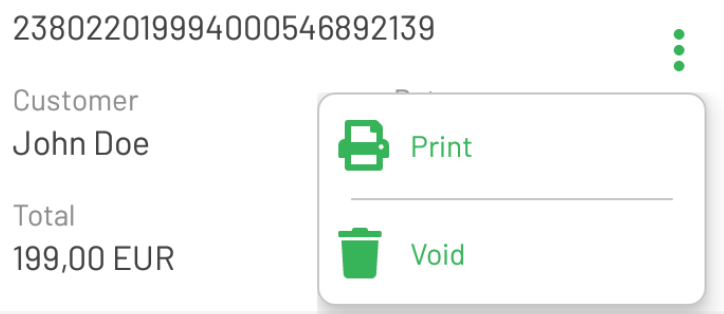 238022019994000546892139
Customer
John Doe
Print
Total
199,00 EUR
Void